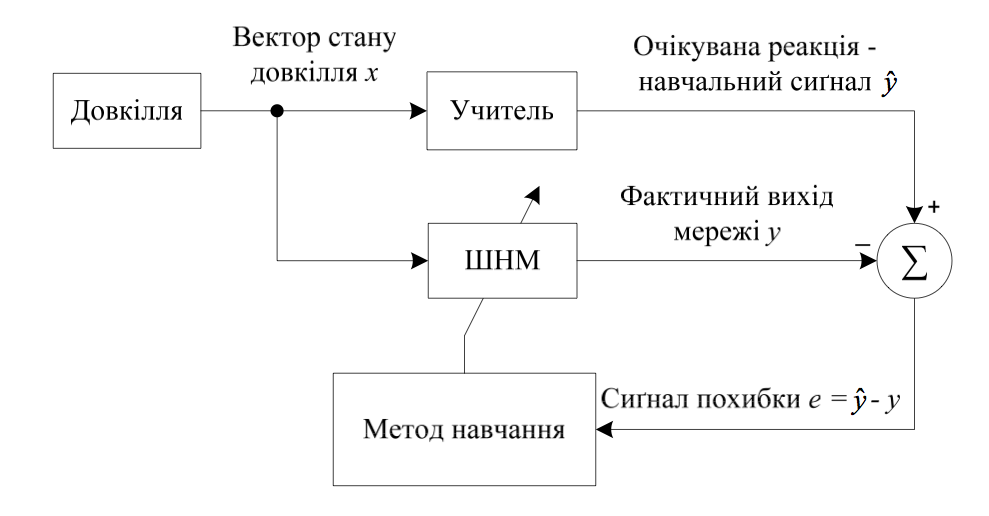 Вектор стану
довкілля x
Очікувана реакція -
навчальний сиґнал ŷ
Довкілля
Учитель
+
Фактичний вихід
мережі y
ШНМ
−
Σ
Сиґнал похибки e = ŷ - y
Метод навчання